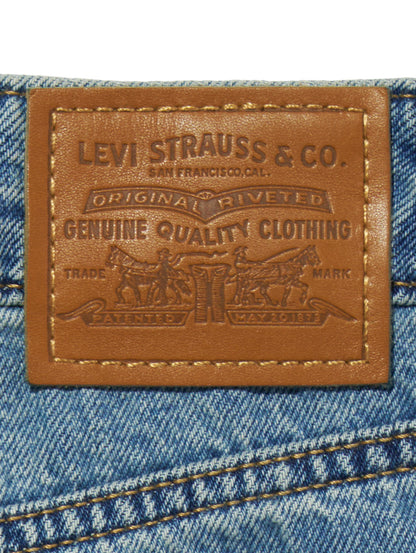 LEVI STRAUSS & CO.
SAN FRANCISCO, CAL.
ORIGINAL RIVETED
GENUINE QUALITY CLOTHING
TRADE MARK
PATENTED MAY 20 1873